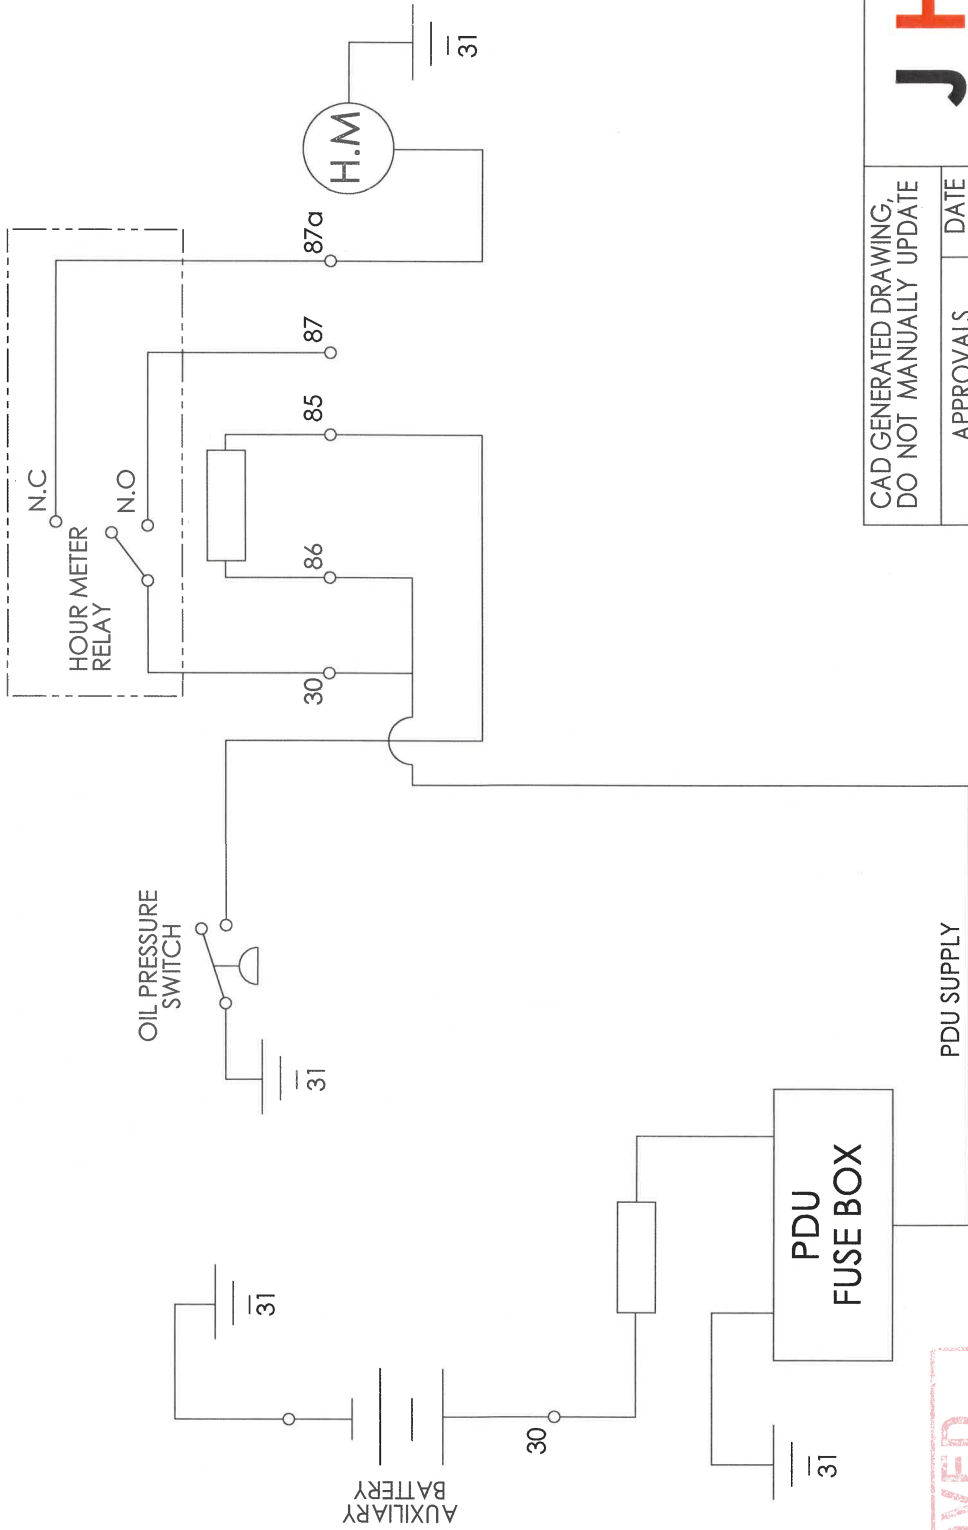 N.C
HOUR METER
RELAY
N.O
30
86
85
87
87a
H.M
31
OIL PRESSURE
SWITCH
31
31
AUXILIARY
BATTERY
30
PDU
FUSE BOX
31
PDU SUPPLY
CAD GENERATED DRAWING,
DO NOT MANUALLY UPDATE
APPROVALS
DATE
J H